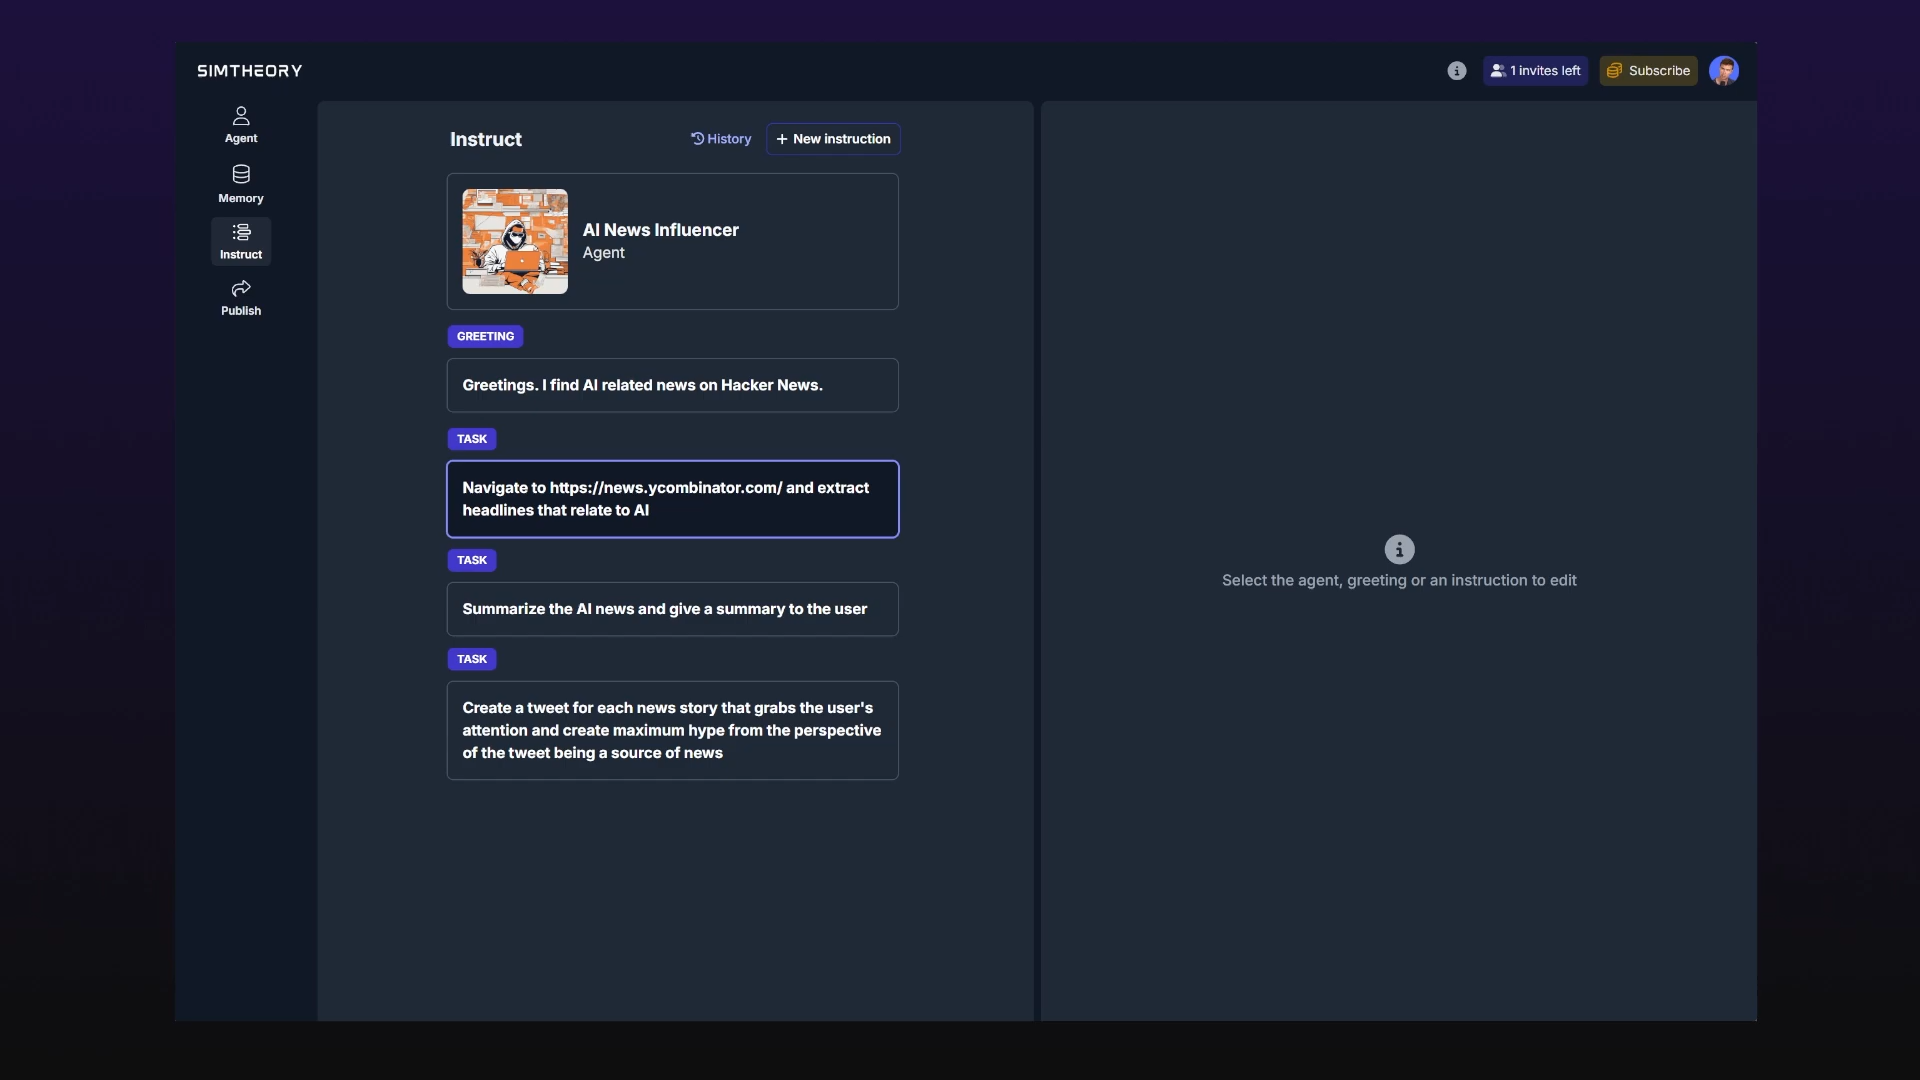 SIMTHEORY
1 invites left
Subscribe
Agent
Memory
Instruct
Publish
Instruct
History
+ New instruction
AI News Influencer
Agent
GREETING
Greetings. I find AI related news on Hacker News.
TASK
Navigate to https://news.ycombinator.com/ and extract
headlines that relate to AI
TASK
Summarize the AI news and give a summary to the user
TASK
Create a tweet for each news story that grabs the user's
attention and create maximum hype from the perspective
of the tweet being a source of news
Select the agent, greeting or an instruction to edit